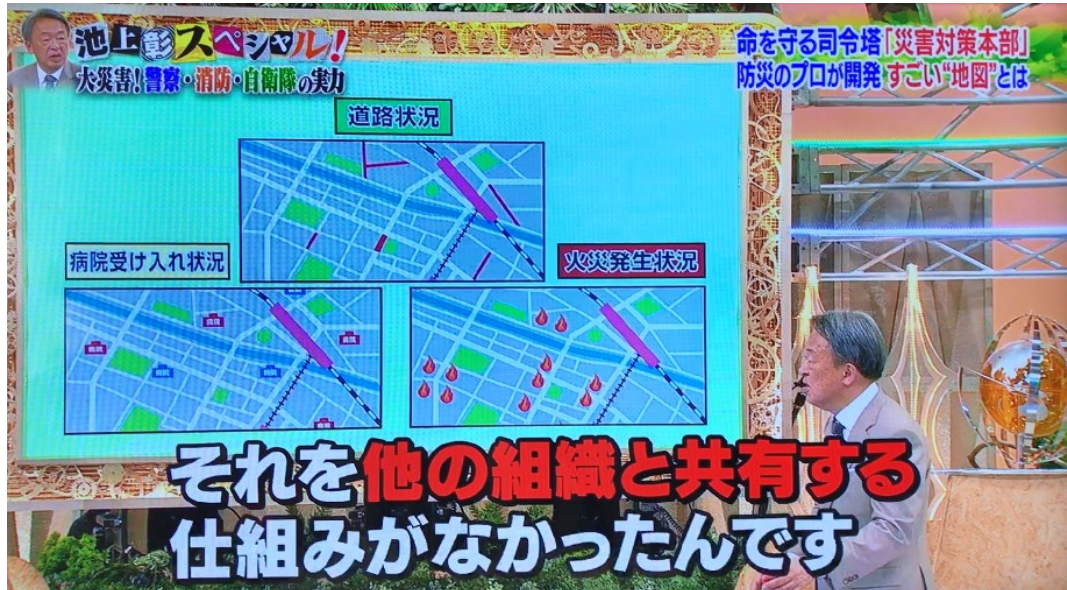 池上彰スペシャル!
大災害!警察・消防・自衛隊の実力
命を守る司令塔「災害対策本部」
防災のプロが開発 すごい“地図”とは
道路状況
病院受け入れ状況
火災発生状況
病院
病院
病院
病院
病院
それを他の組織と共有する
仕組みがなかったんです